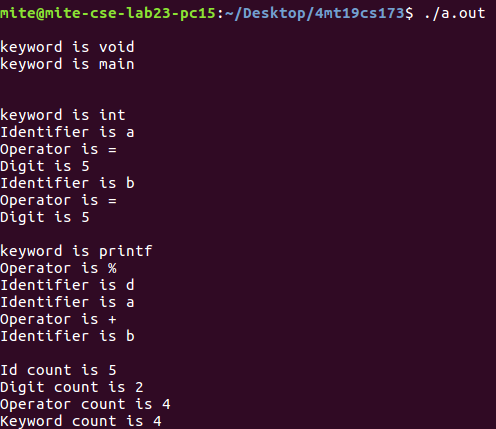 mite@mite-cse-lab23-pc15:~/Desktop/4mt19cs173$ ./a.out
keyword is void
keyword is main
keyword is int
Identifier is a
Operator is =
Digit is 5
Identifier is b
Operator is =
Digit is 5
keyword is printf
Operator is %
Identifier is d
Identifier is a
Operator is +
Identifier is b
Id count is 5
Digit count is 2
Operator count is 4
Keyword count is 4